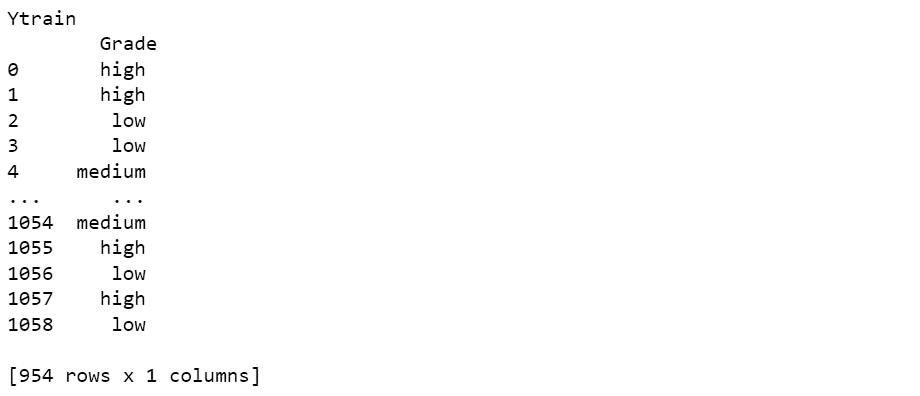 Ytrain
        Grade
0       high
1       high
2        low
3        low
4     medium
...      ...
1054  medium
1055    high
1056     low
1057    high
1058     low

[954 rows x 1 columns]